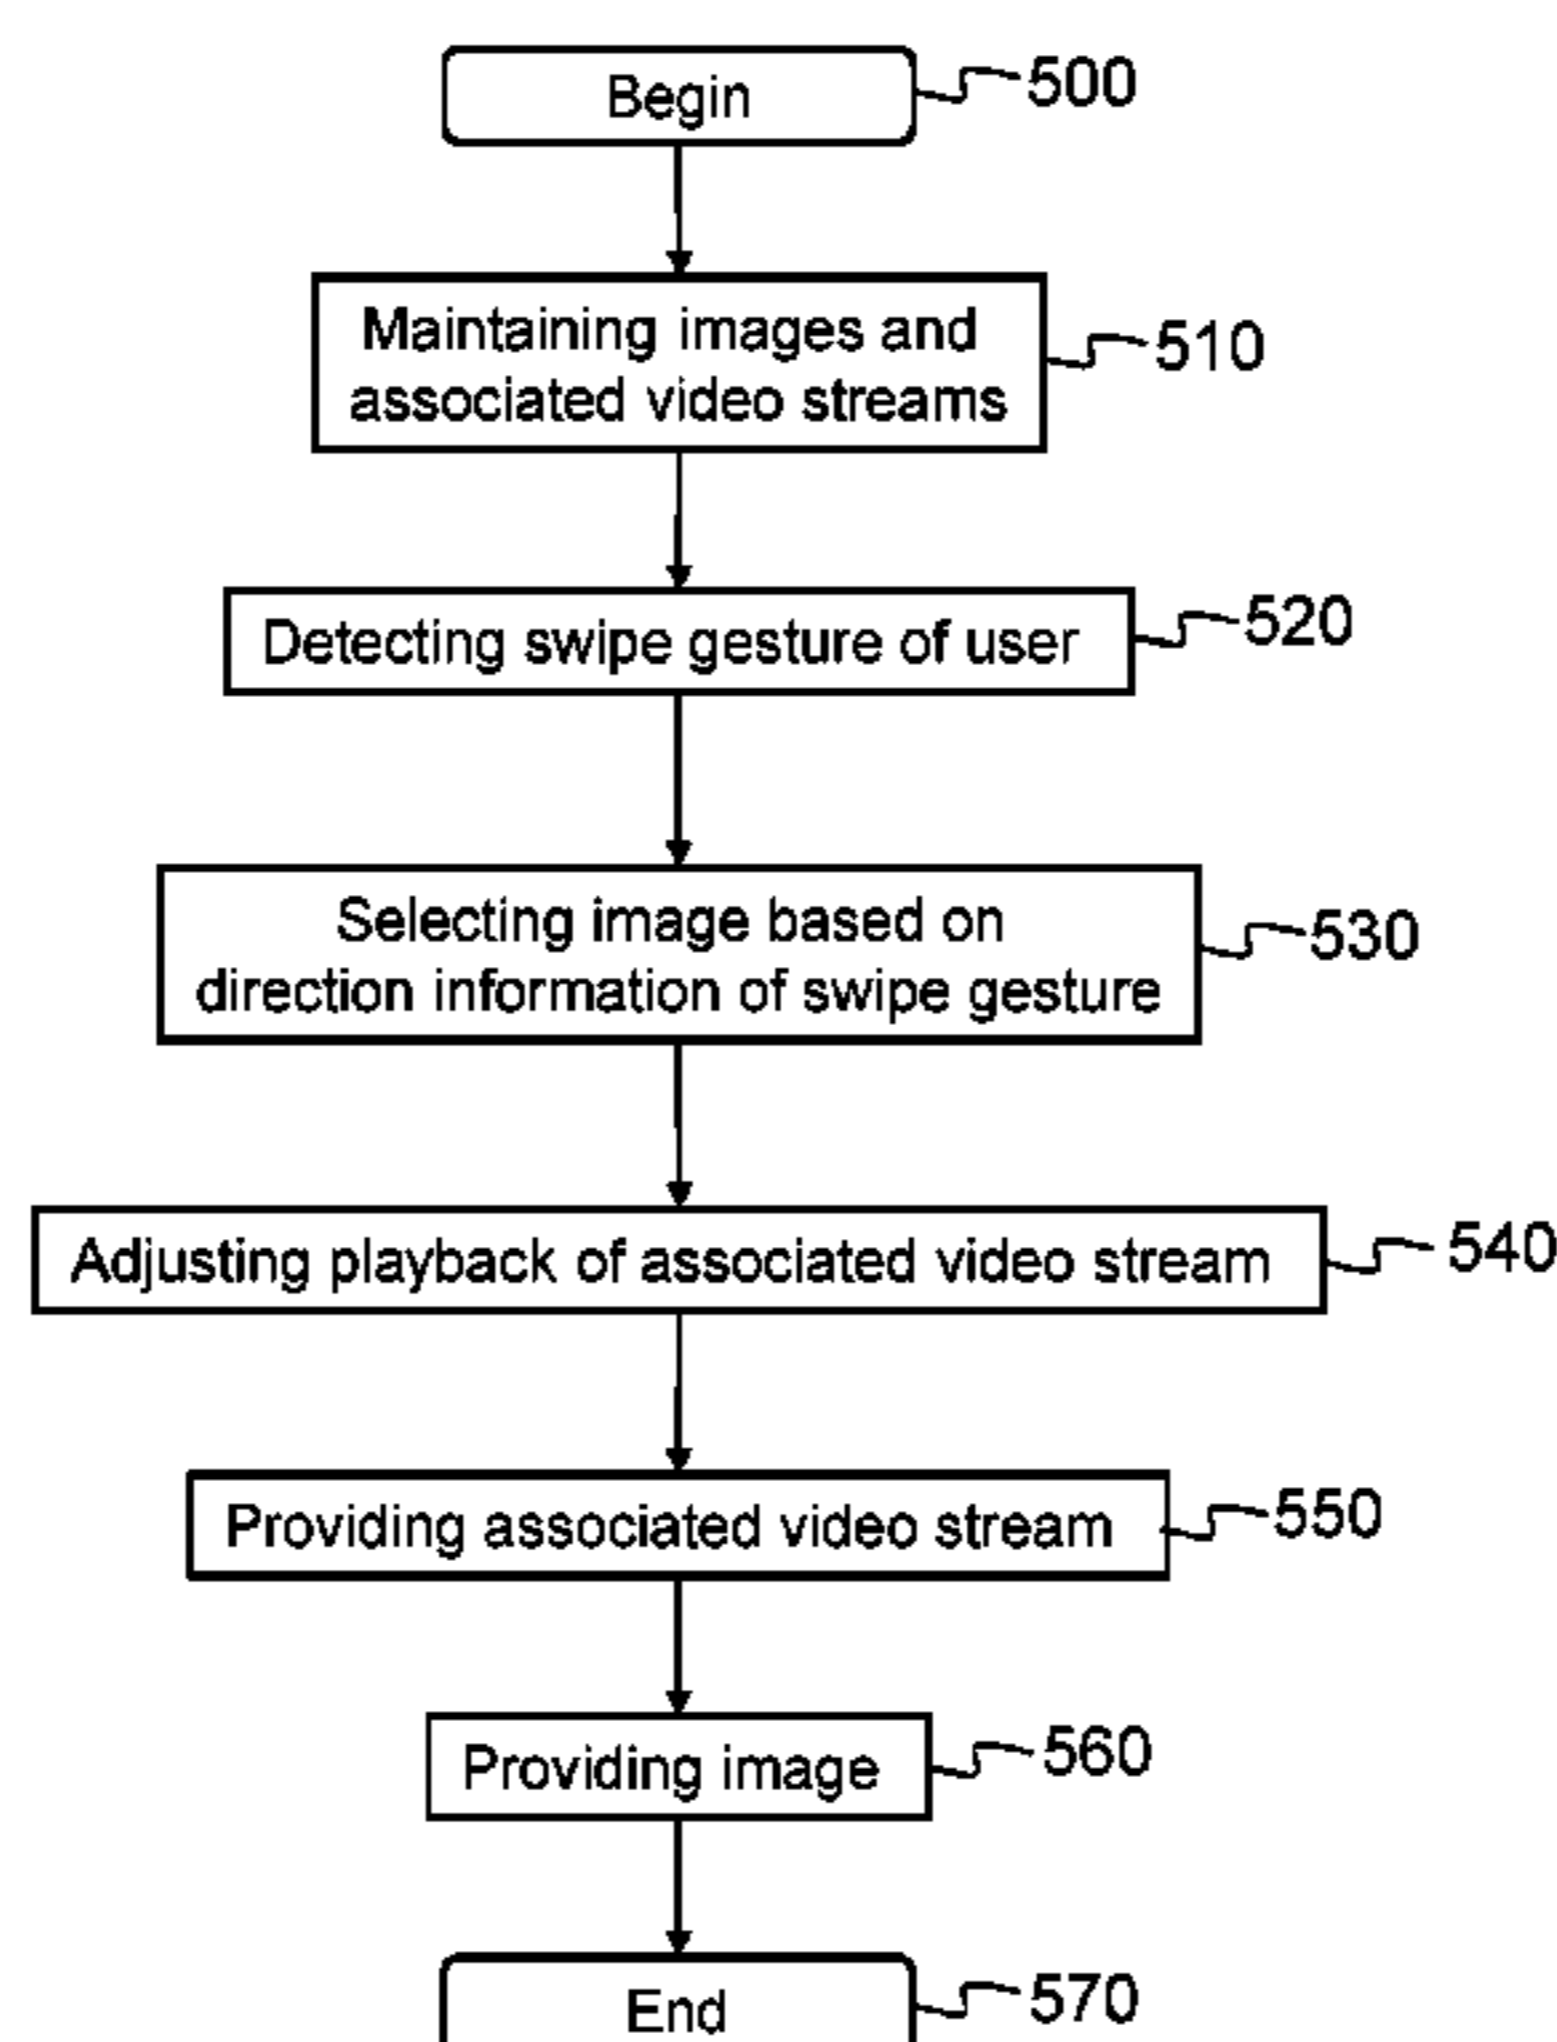 Begin
500
Maintaining images and
associated video streams
510
Detecting swipe gesture of user
520
Selecting image based on
direction information of swipe gesture
530
Adjusting playback of associated video stream
540
Providing associated video stream
550
Providing image
560
End
570